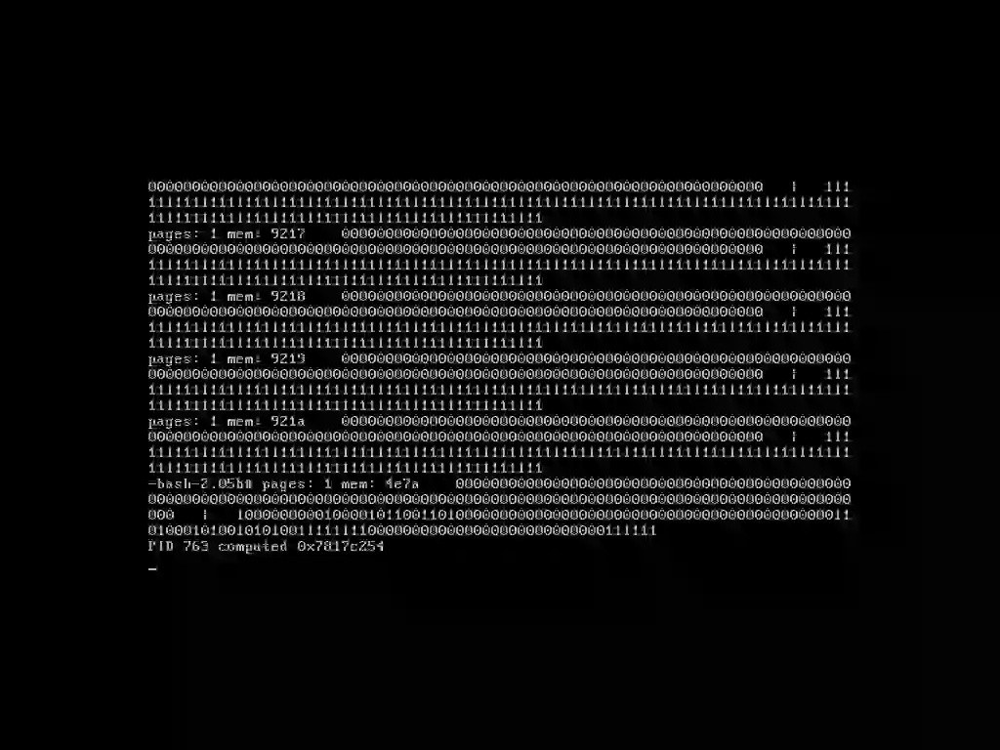 0000000000000000000000000000000000000000000000000000000000000000000000   |   111
11111111111111111111111111111111111111111111111111111111111111111111111111111111
111111111111111111111111111111111111111111111
pages: 1 mem: 9217    0000000000000000000000000000000000000000000000000000000000
0000000000000000000000000000000000000000000000000000000000000000000000   |   111
11111111111111111111111111111111111111111111111111111111111111111111111111111111
111111111111111111111111111111111111111111111
pages: 1 mem: 9218    0000000000000000000000000000000000000000000000000000000000
0000000000000000000000000000000000000000000000000000000000000000000000   |   111
11111111111111111111111111111111111111111111111111111111111111111111111111111111
111111111111111111111111111111111111111111111
pages: 1 mem: 9219    0000000000000000000000000000000000000000000000000000000000
0000000000000000000000000000000000000000000000000000000000000000000000   |   111
11111111111111111111111111111111111111111111111111111111111111111111111111111111
111111111111111111111111111111111111111111111
pages: 1 mem: 921a    0000000000000000000000000000000000000000000000000000000000
0000000000000000000000000000000000000000000000000000000000000000000000   |   111
11111111111111111111111111111111111111111111111111111111111111111111111111111111
111111111111111111111111111111111111111111111
-bash-2.05b# pages: 1 mem: 4e7a    000000000000000000000000000000000000000000000
00000000000000000000000000000000000000000000000000000000000000000000000000000000
000   |   1000000000100001011001101000000000000000000000000000000000000000000011
0100010100101010011111111000000000000000000000000000111111
PID 763 computed 0x7817c254
_